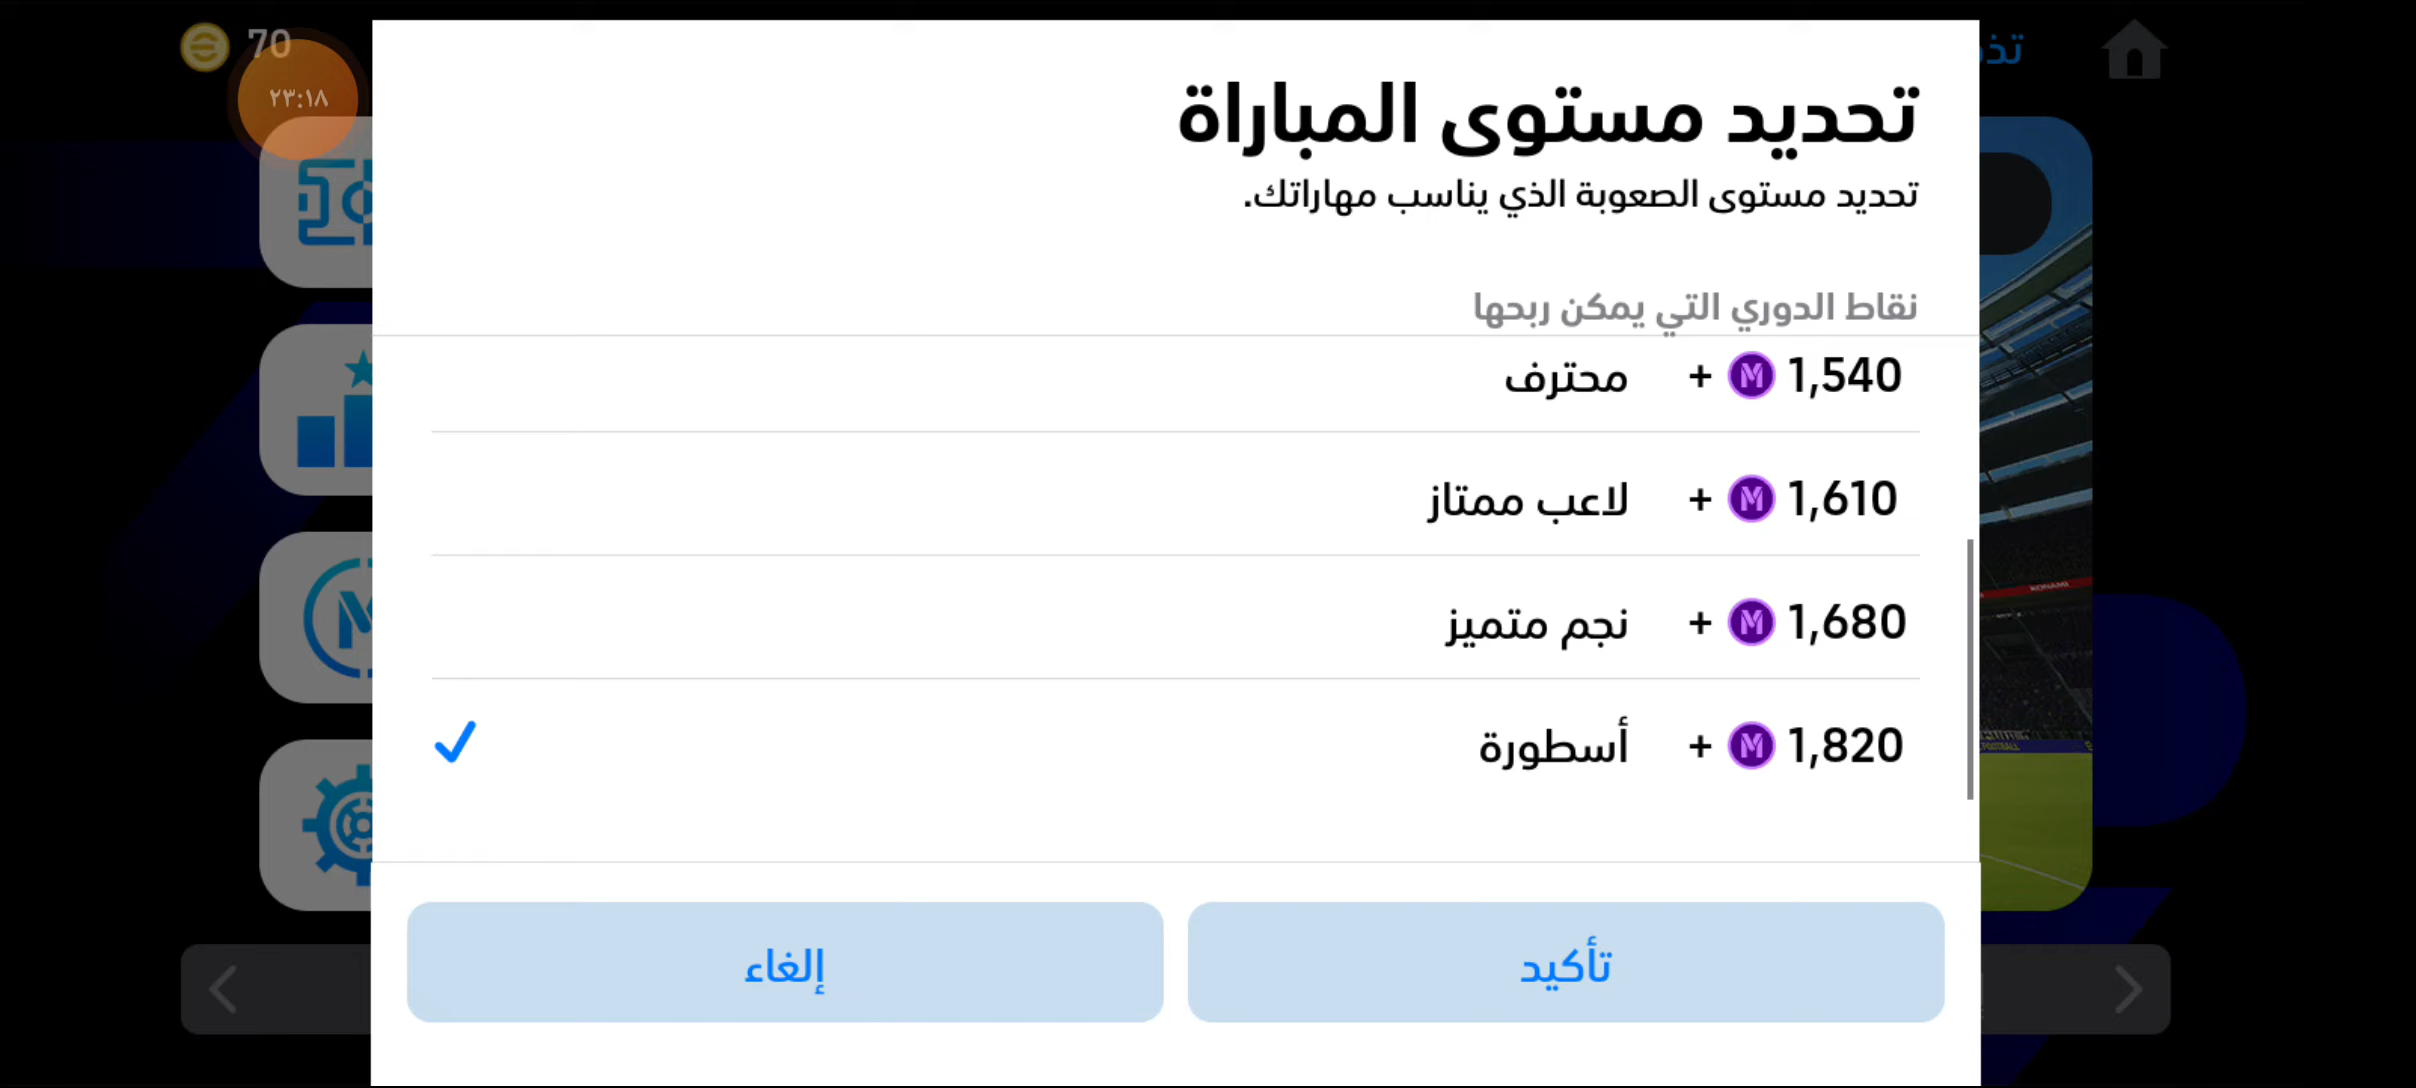 70
٢٣:١٨
تحديد مستوى المباراة
تحديد مستوى الصعوبة الذي يناسب مهاراتك.
نقاط الدوري التي يمكن ربحها
1,540 + محترف
1,610 + لاعب ممتاز
1,680 + نجم متميز
1,820 + أسطورة
تأكيد
إلغاء
KONAMI